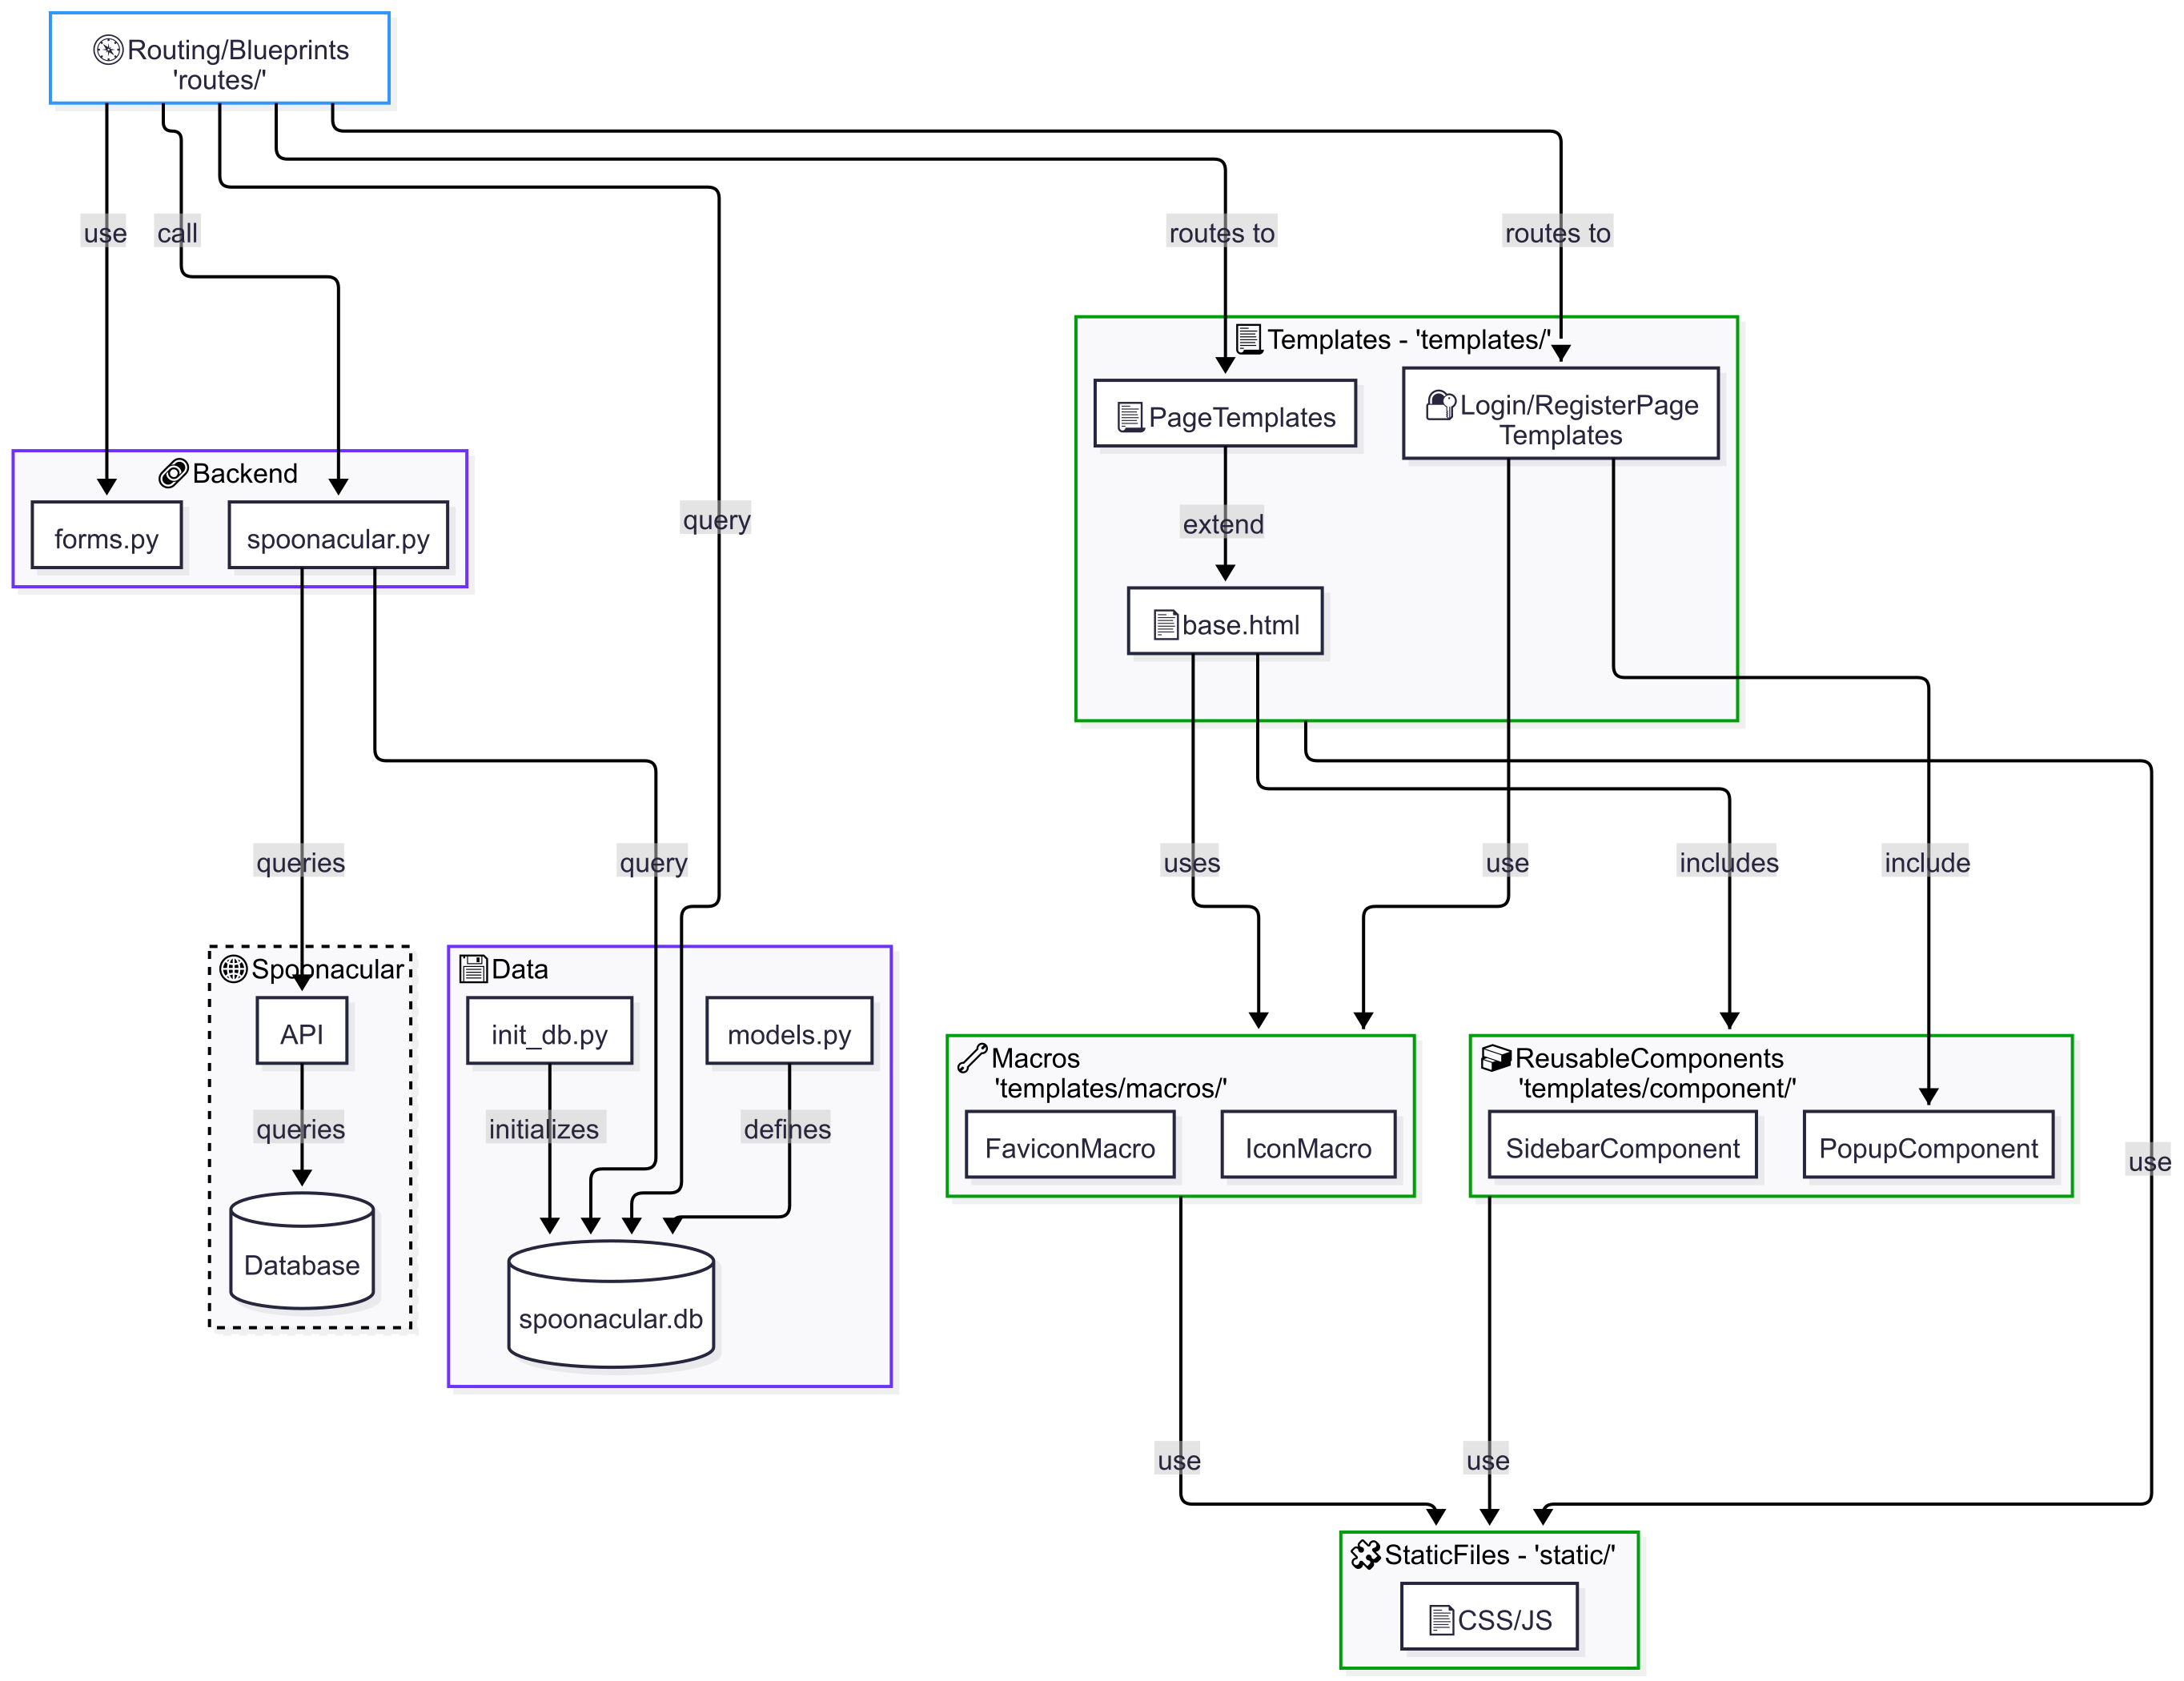 Routing/Blueprints
'routes/'
use
call
routes to
routes to
Templates - 'templates/'
PageTemplates
Login/RegisterPage
Templates
Backend
forms.py
spoonacular.py
query
extend
base.html
queries
query
uses
use
includes
include
Spoonacular
API
queries
Database
Data
init_db.py
models.py
initializes
defines
spoonacular.db
Macros
'templates/macros/'
FaviconMacro
IconMacro
ReusableComponents
'templates/component/'
SidebarComponent
PopupComponent
use
use
use
StaticFiles - 'static/'
CSS/JS